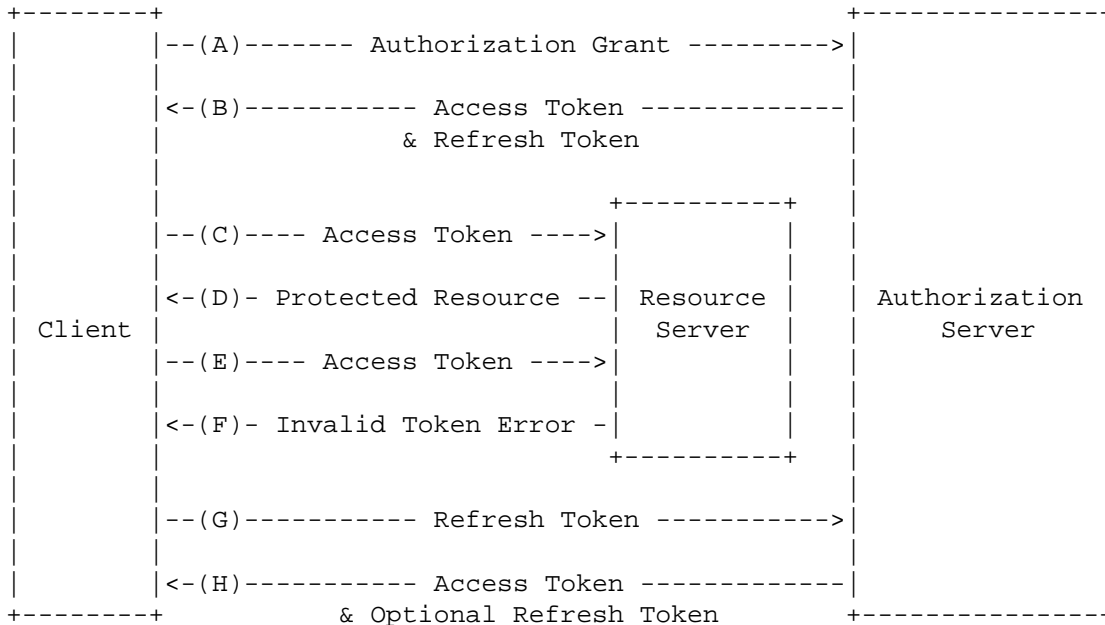 --(A)------- Authorization Grant --------->
<-(B)----------- Access Token -------------
& Refresh Token
--(C)---- Access Token ---->
<-(D)- Protected Resource --| Resource | | Authorization
Client | Server | | Server
--(E)---- Access Token ---->
<-(F)- Invalid Token Error -
--(G)----------- Refresh Token ----------->
<-(H)----------- Access Token -------------
& Optional Refresh Token